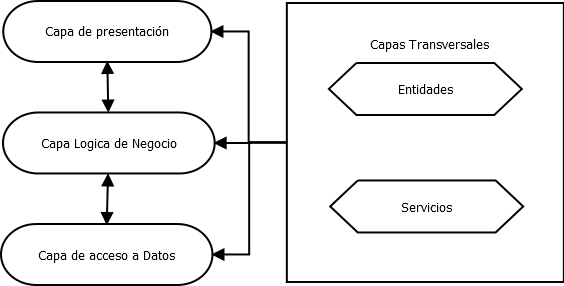 Capa de presentación
Capas Transversales
Entidades
Capa Logica de Negocio
Servicios
Capa de acceso a Datos